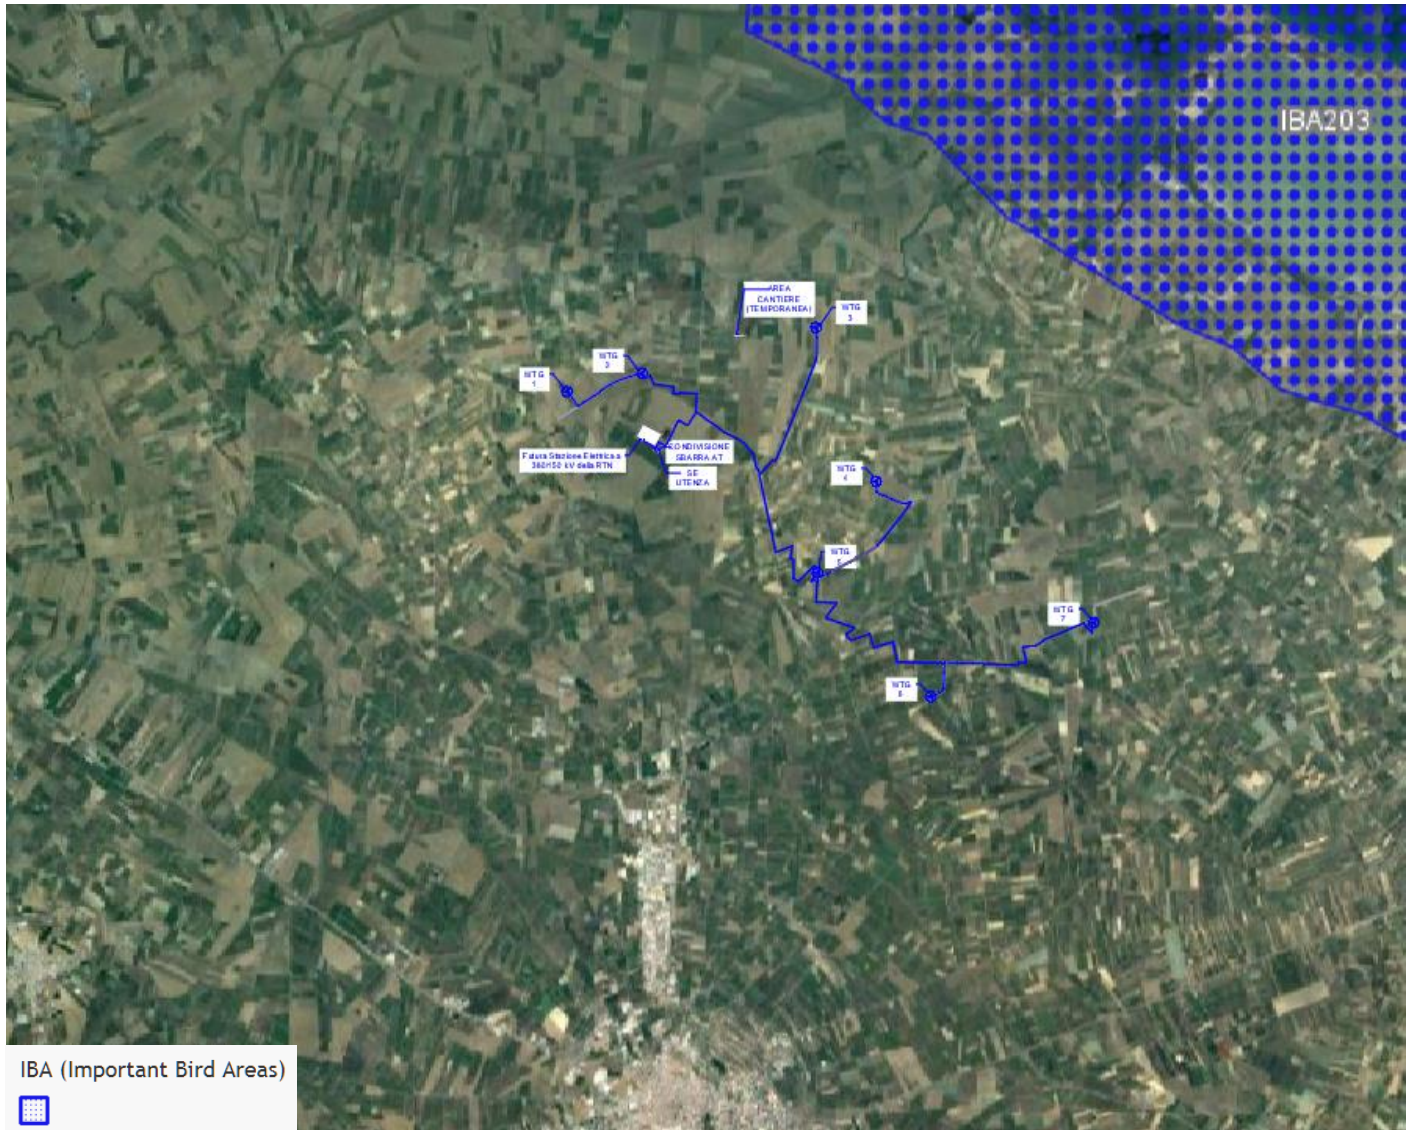 IBA203
AREA
CANTIERE
(TEMPORANEA)
WTG
3
WTG
2
WTG
1
Futura Stazione Elettrica a
380/150 kV della RTN
CONDIVISIONE
SBARRA AT
SE
UTENZA
WTG
4
WTG
WTG
7
WTG
6
IBA (Important Bird Areas)